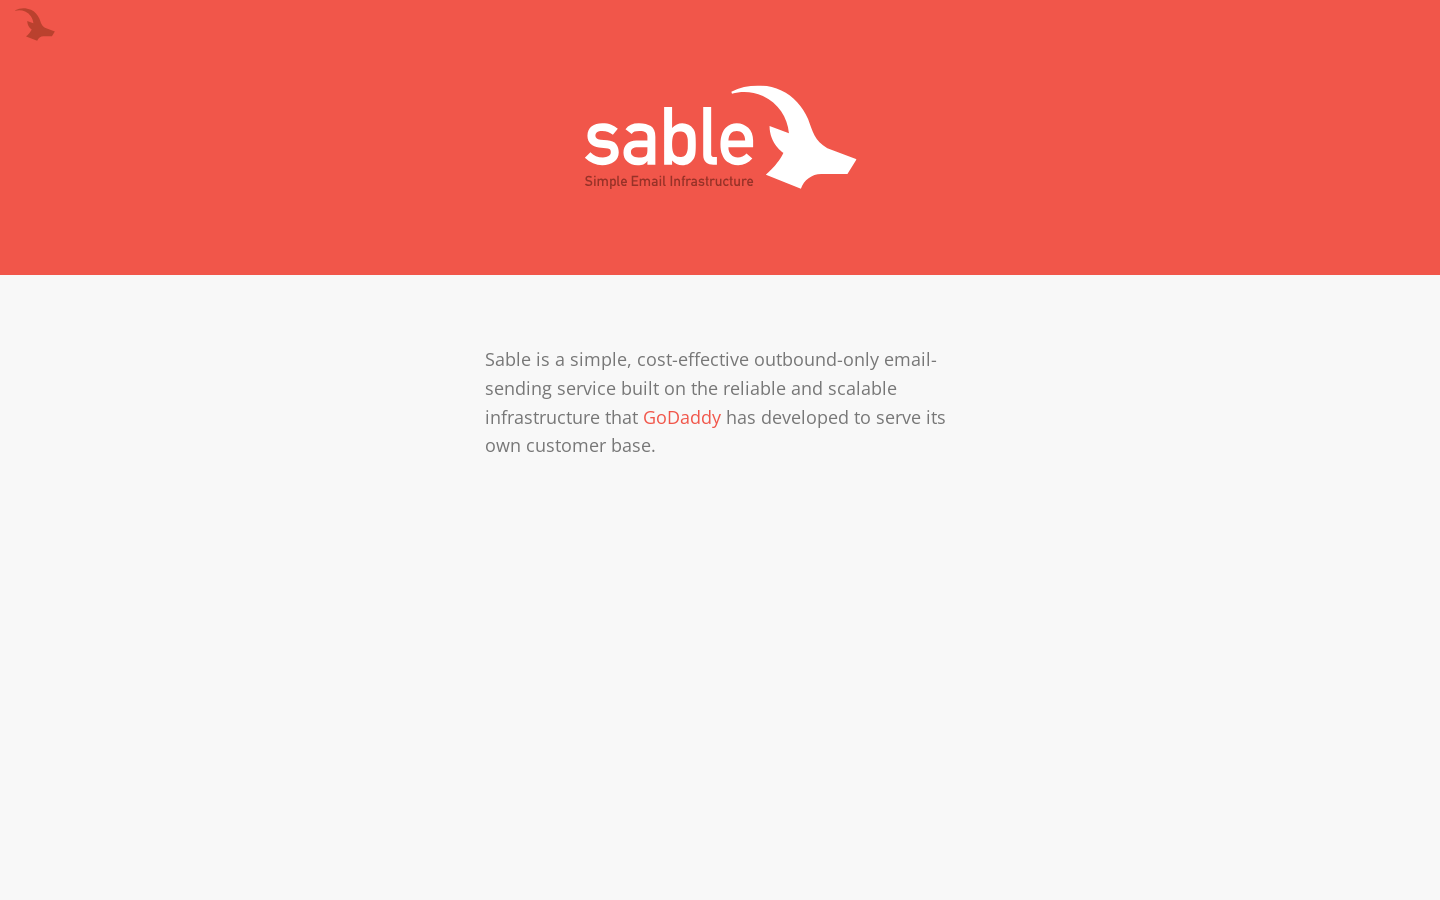 sable
Simple Email Infrastructure
Sable is a simple, cost-effective outbound-only email-
sending service built on the reliable and scalable
infrastructure that GoDaddy has developed to serve its
own customer base.